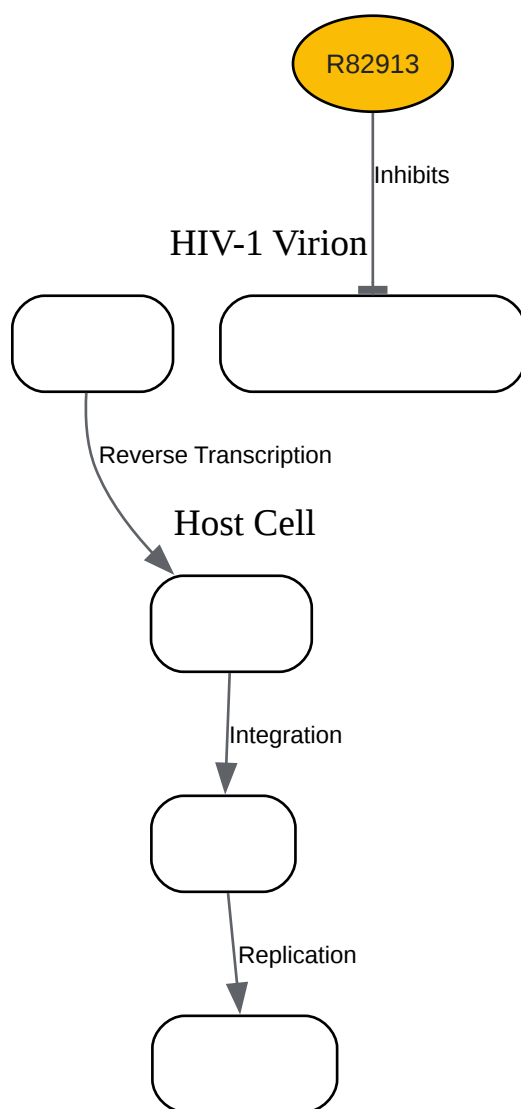 R82913
Inhibits
HIV-1 Virion
Reverse Transcription
Host Cell
Integration
Replication